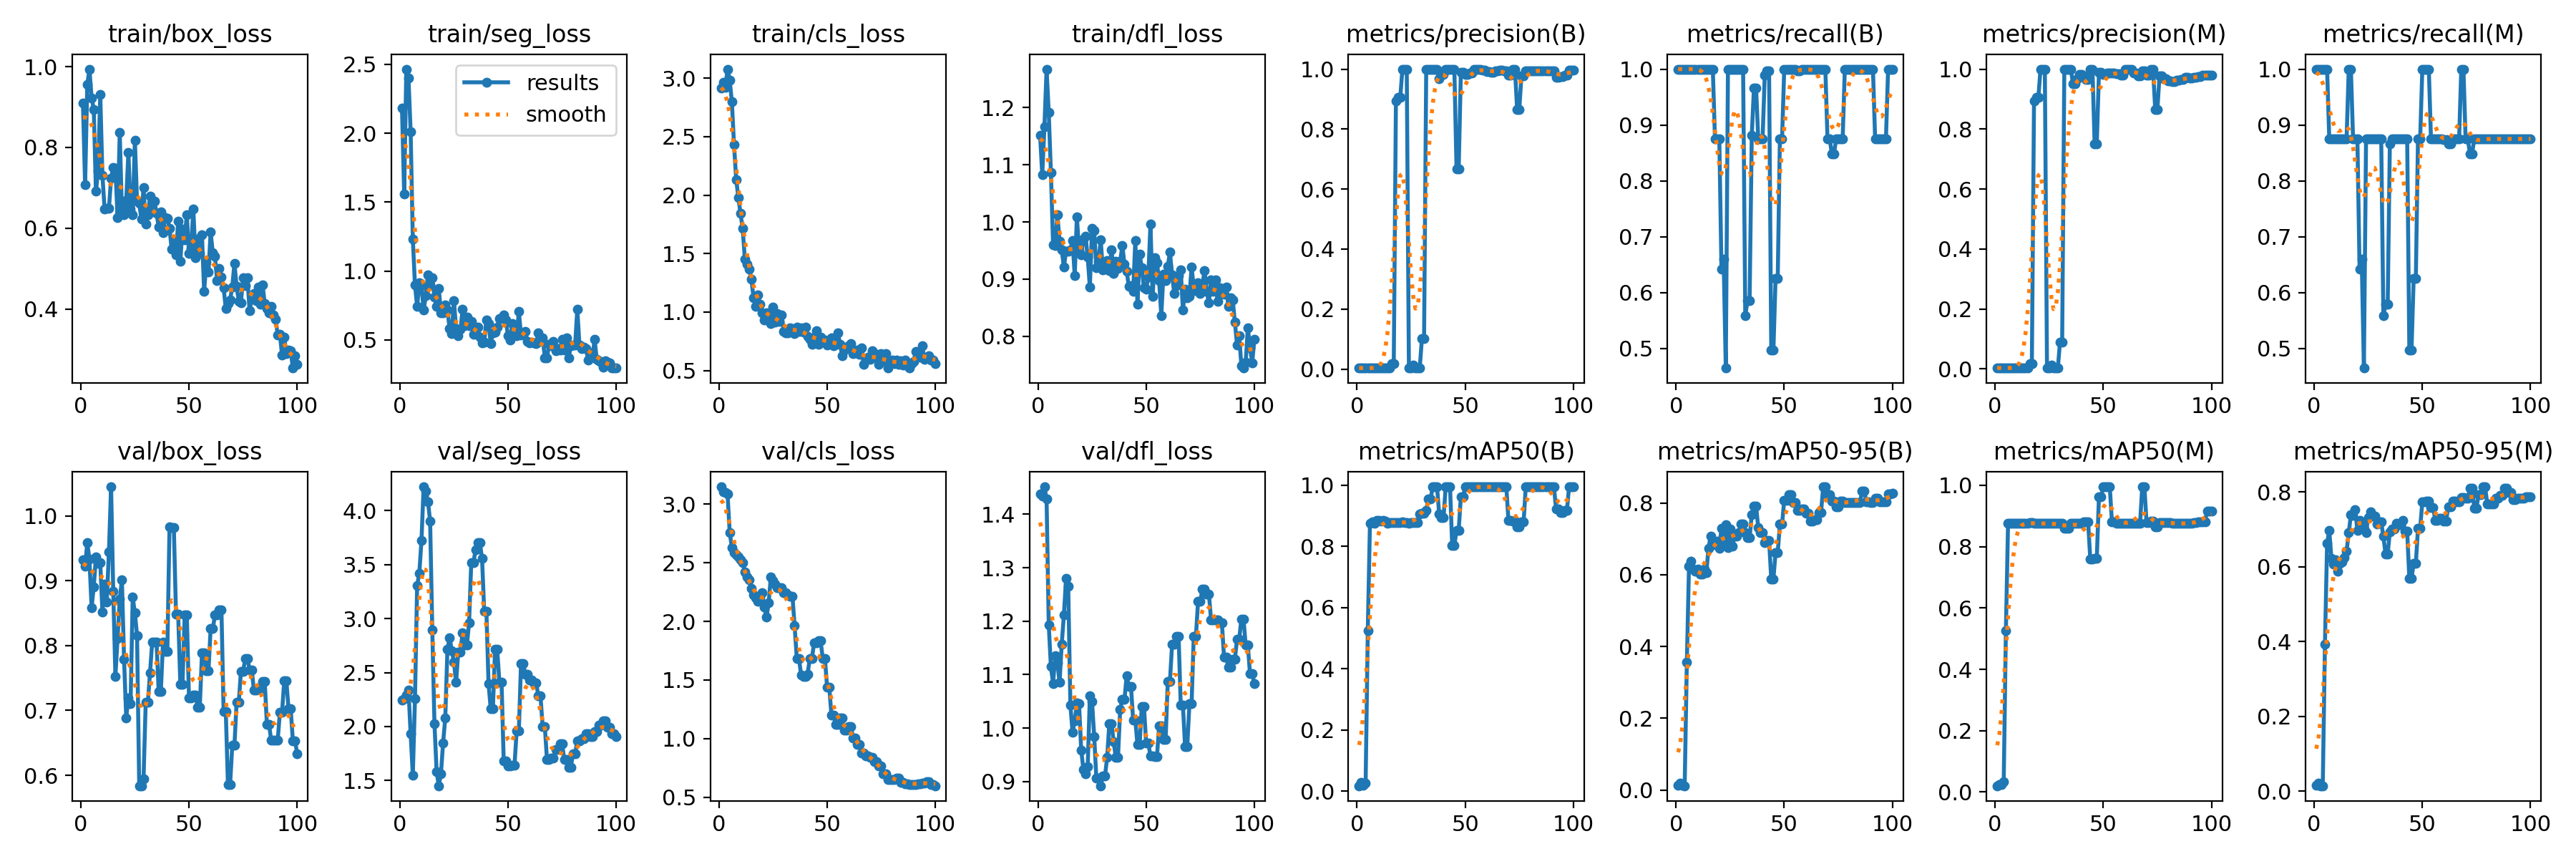 train/box_loss
1.0
0.8
0.6
0.4
0 50 100
train/seg_loss
2.5
2.0
1.5
1.0
0.5
0 50 100
results
smooth
train/cls_loss
3.0
2.5
2.0
1.5
1.0
0.5
0 50 100
train/dfl_loss
1.2
1.1
1.0
0.9
0.8
0 50 100
metrics/precision(B)
1.0
0.8
0.6
0.4
0.2
0.0
0 50 100
metrics/recall(B)
1.0
0.9
0.8
0.7
0.6
0.5
0 50 100
metrics/precision(M)
1.0
0.8
0.6
0.4
0.2
0.0
0 50 100
metrics/recall(M)
1.0
0.9
0.8
0.7
0.6
0.5
0 50 100
val/box_loss
1.0
0.9
0.8
0.7
0.6
0 50 100
val/seg_loss
4.0
3.5
3.0
2.5
2.0
1.5
0 50 100
val/cls_loss
3.0
2.5
2.0
1.5
1.0
0.5
0 50 100
val/dfl_loss
1.4
1.3
1.2
1.1
1.0
0.9
0 50 100
metrics/mAP50(B)
1.0
0.8
0.6
0.4
0.2
0.0
0 50 100
metrics/mAP50-95(B)
0.8
0.6
0.4
0.2
0.0
0 50 100
metrics/mAP50(M)
1.0
0.8
0.6
0.4
0.2
0.0
0 50 100
metrics/mAP50-95(M)
0.8
0.6
0.4
0.2
0.0
0 50 100